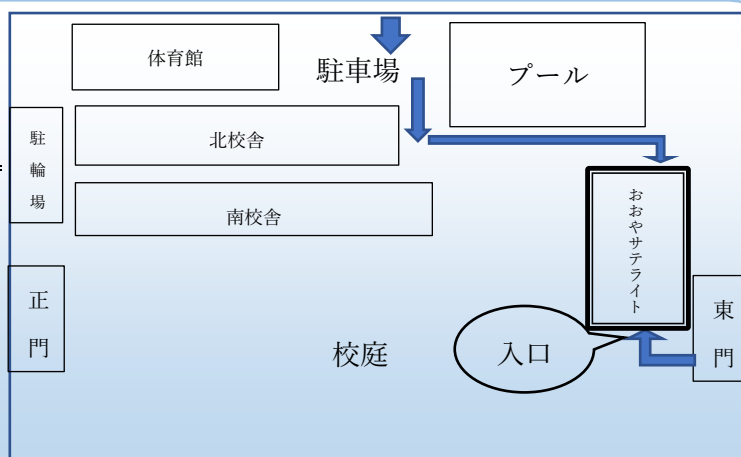 体育館
駐車場
プール
駐輪場
北校舎
南校舎
おおやサテライト
正門
東門
校庭
入口